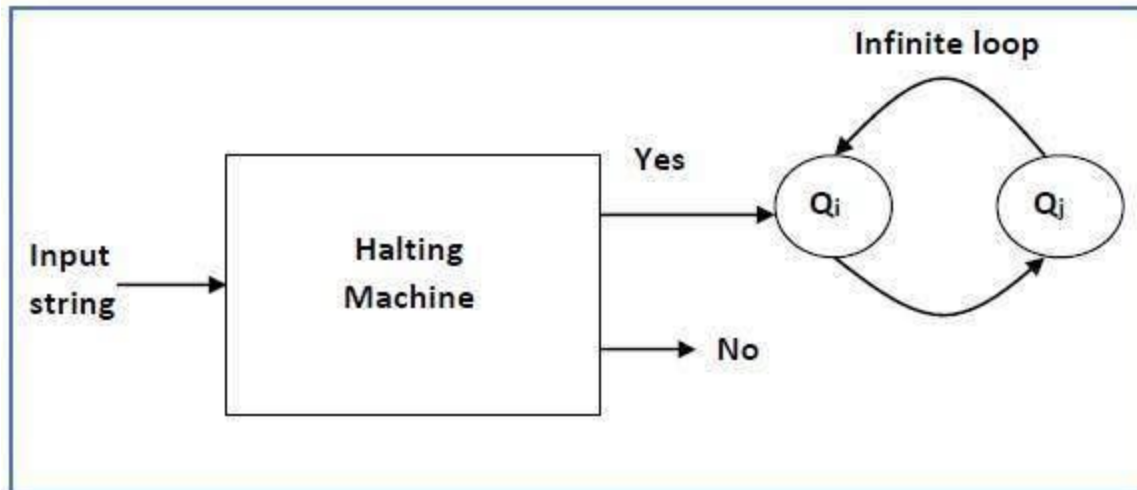 Infinite loop
Yes
Qi
Qj
Input
string
Halting
Machine
No